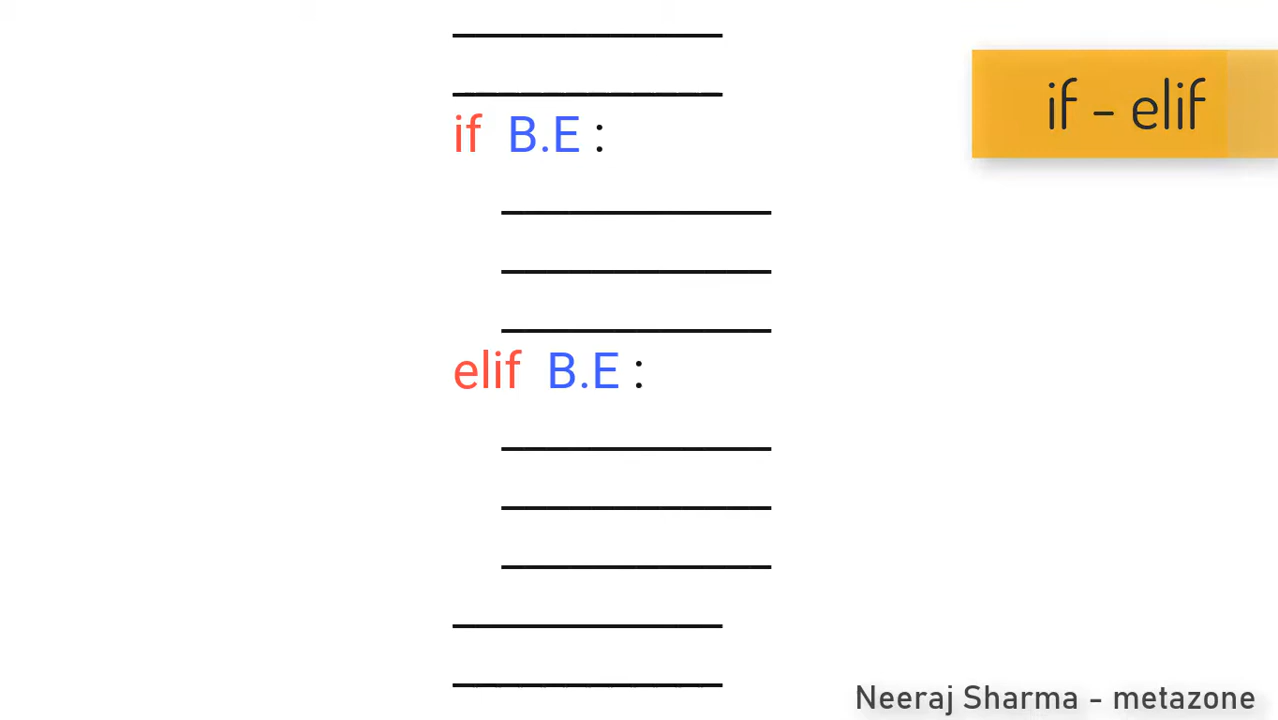 if - elif
if B.E :
elif B.E :
Neeraj Sharma - metazone